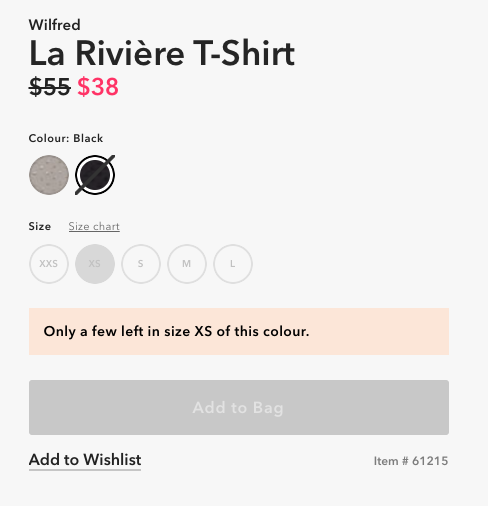 Wilfred
La Rivière T-Shirt
$55 $38
Colour: Black
Size Size chart
XXS XS S M L
Only a few left in size XS of this colour.
Add to Bag
Add to Wishlist Item # 61215